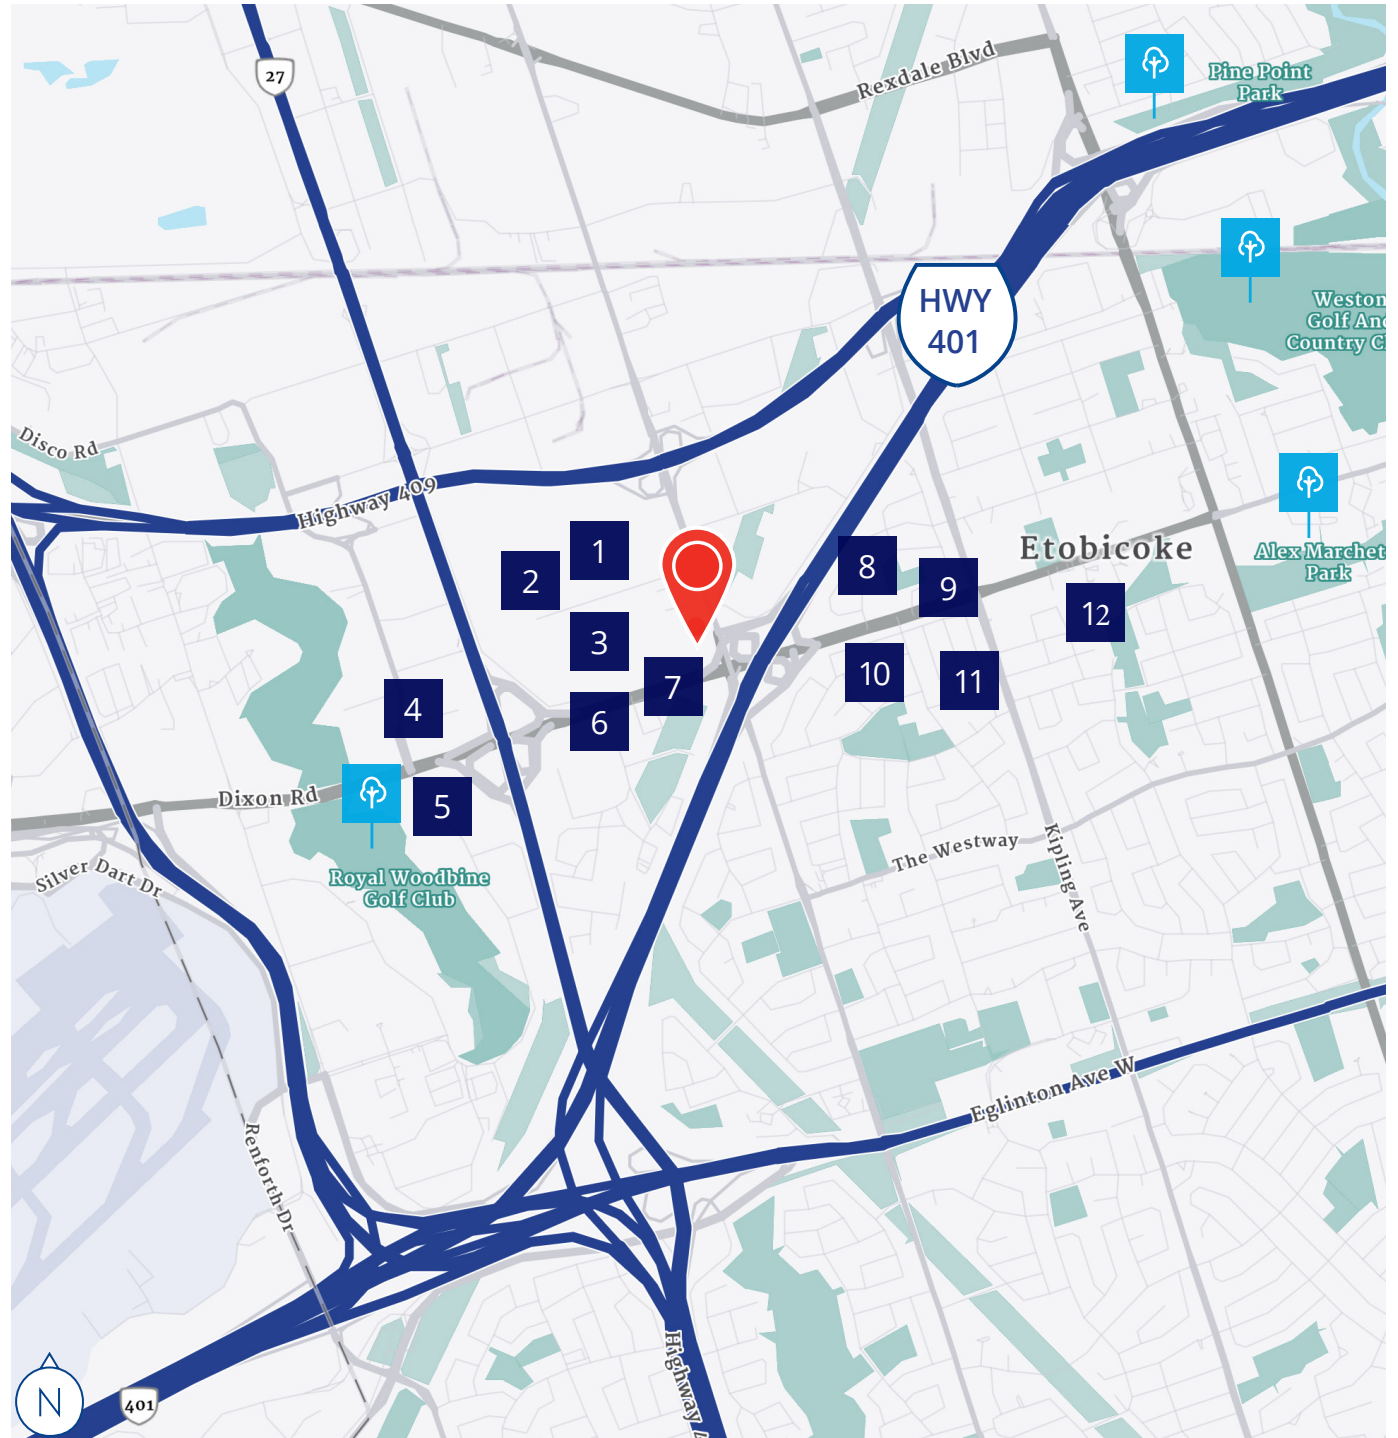 27
Rexdale Blvd
Pine Point
Park
HWY
401
Weston
Golf And
Country C
Disco Rd
Highway 409
Alex Marchet
Park
Etobicoke
1
2
3
4
5
6
7
8
9
10
11
12
Dixon Rd
Silver Dart Dr
Royal Woodbine
Golf Club
The Westway
Kipling Ave
Eglinton Ave W
Renforth Dr
Highway 4
401
N